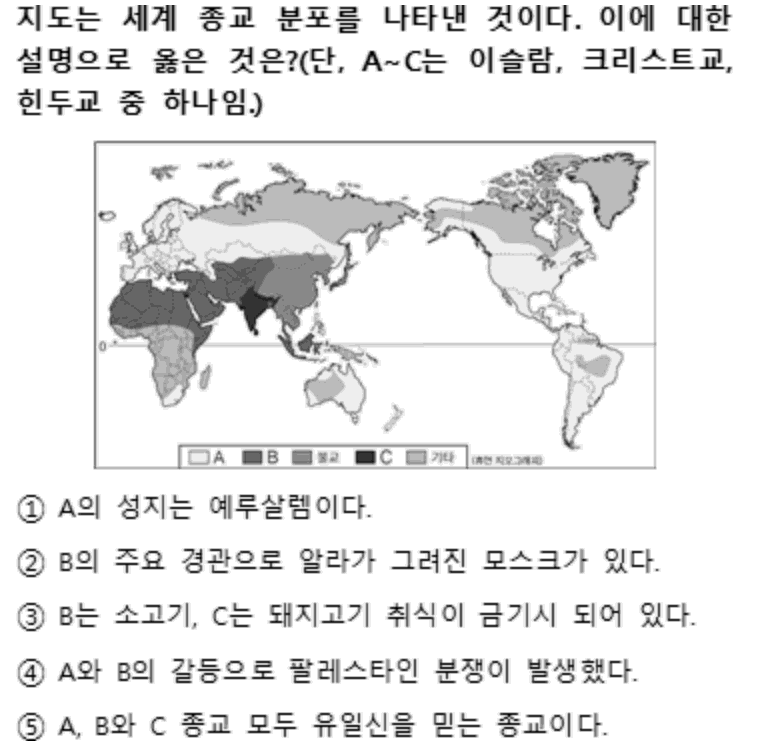 지도는 세계 종교 분포를 나타낸 것이다. 이에 대한
설명으로 옳은 것은?(단, A~C는 이슬람, 크리스트교,
힌두교 중 하나임.)
0°
A B 불교 C 기타 (휴먼 지오그래피)
① A의 성지는 예루살렘이다.
② B의 주요 경관으로 알라가 그려진 모스크가 있다.
③ B는 소고기, C는 돼지고기 취식이 금기시 되어 있다.
④ A와 B의 갈등으로 팔레스타인 분쟁이 발생했다.
⑤ A, B와 C 종교 모두 유일신을 믿는 종교이다.